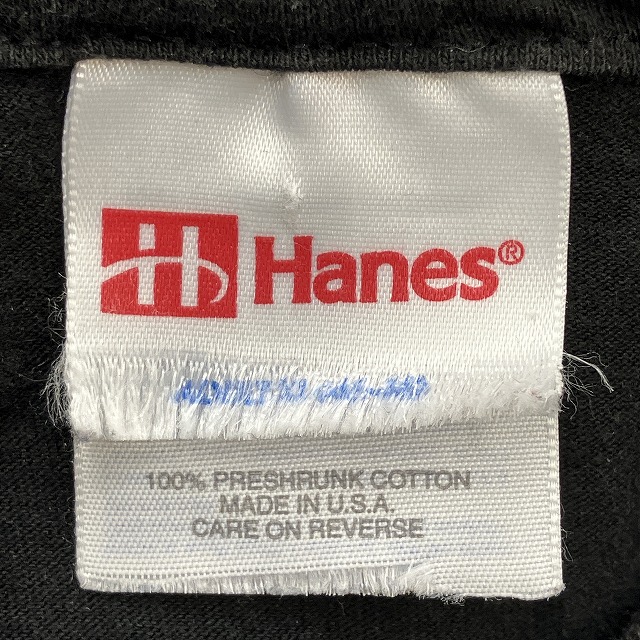 H Hanes®
100% PRESHRUNK COTTON
MADE IN U.S.A.
CARE ON REVERSE